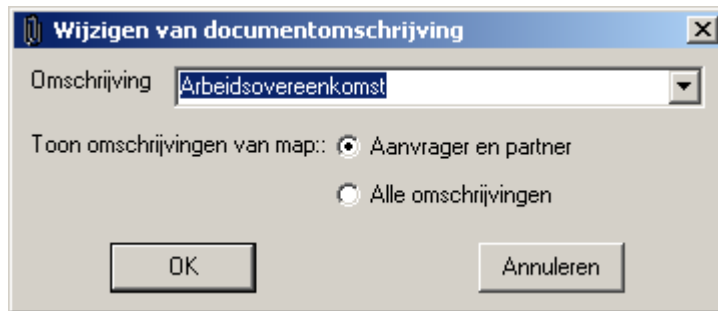 Wijzigen van documentomschrijving
Omschrijving Arbeidsovereenkomst
Toon omschrijvingen van map:: Aanvrager en partner
Alle omschrijvingen
OK Annuleren